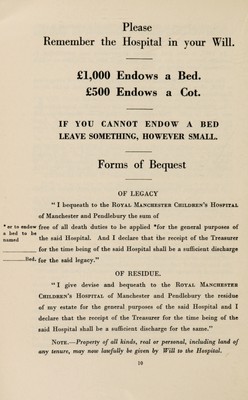 Please
Remember the Hospital in your Will.
£1,000 Endows a Bed.
£500 Endows a Cot.
IF YOU CANNOT ENDOW A BED
LEAVE SOMETHING, HOWEVER SMALL.
Forms of Bequest
OF LEGACY
"I bequeath to the ROYAL MANCHESTER CHILDREN'S HOSPITAL
of Manchester and Pendlebury the sum of
free of all death duties to be applied *for the general purposes of
the said Hospital. And I declare that the receipt of the Treasurer
for the time being of the said Hospital shall be a sufficient discharge
for the said legacy."
* or to endow
a bed to be
named
Bed.
OF RESIDUE.
"I give devise and bequeath to the ROYAL MANCHESTER
CHILDREN'S HOSPITAL of Manchester and Pendlebury the residue
of my estate for the general purposes of the said Hospital and I
declare that the receipt of the Treasurer for the time being of the
said Hospital shall be a sufficient discharge for the same."
NOTE.—Property of all kinds, real or personal, including land
of any tenure, may now lawfully be given by Will to the Hospital.
10